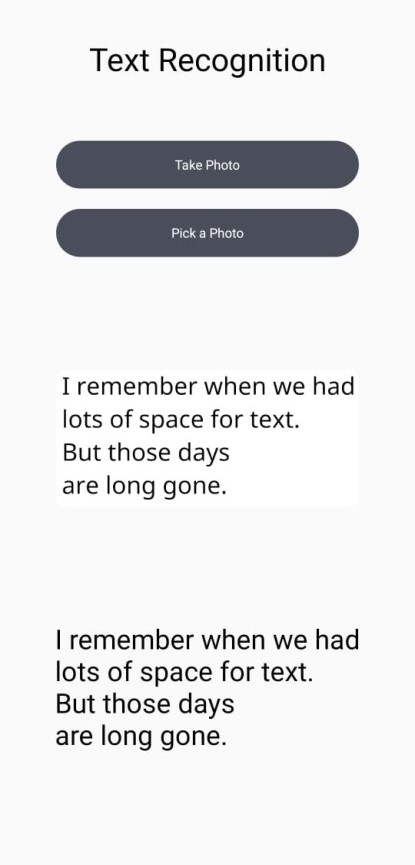 Text Recognition
Take Photo
Pick a Photo
I remember when we had
lots of space for text.
But those days
are long gone.
I remember when we had
lots of space for text.
But those days
are long gone.